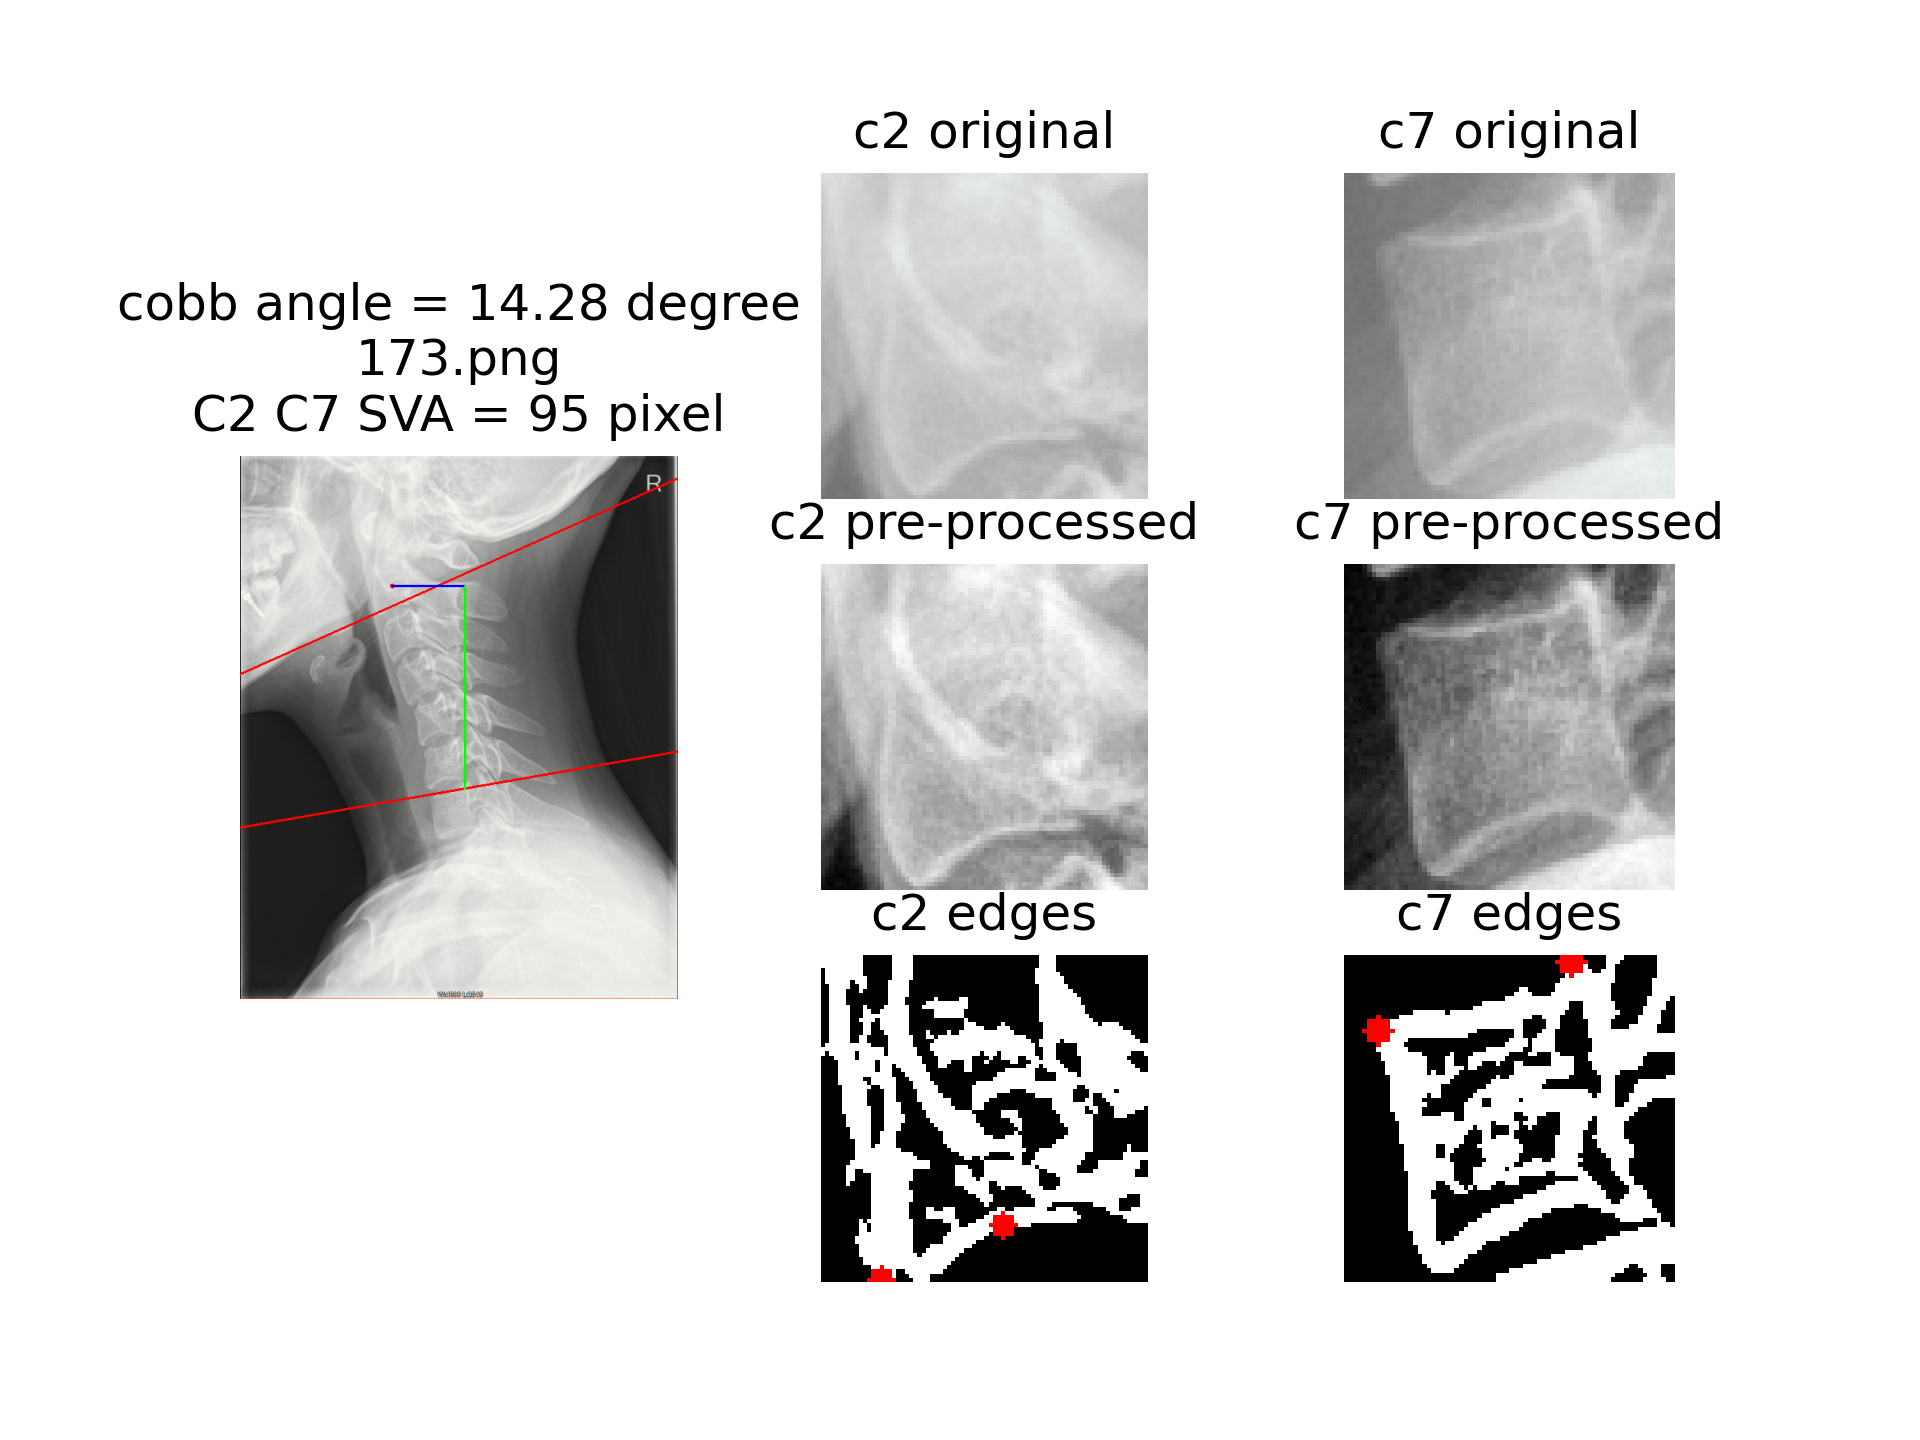 cobb angle = 14.28 degree
173.png
C2 C7 SVA = 95 pixel
R
c2 original
c7 original
c2 pre-processed
c7 pre-processed
c2 edges
c7 edges